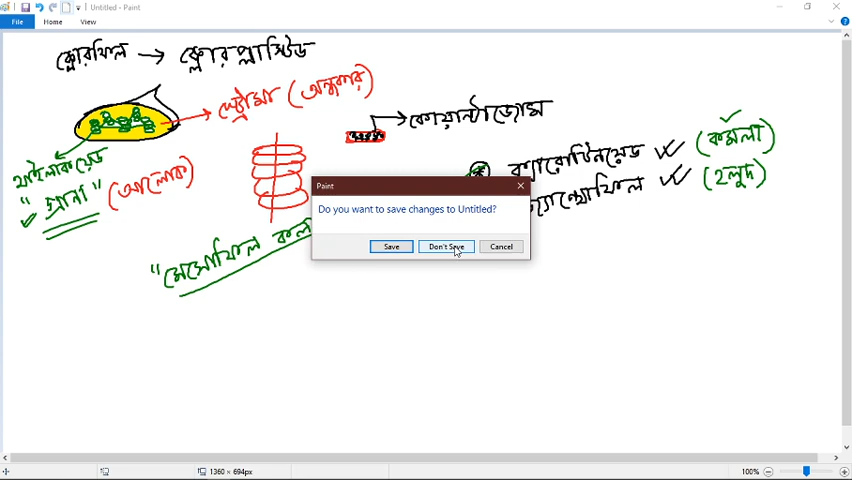 Untitled - Paint
File Home View
ক্লোরফিল → ক্লোরপ্লাস্টিড
স্ট্রোমা (অন্ধকার)
কোয়ান্টাজোম
থাইলাকয়েড
"গ্রানা" (আলোক)
ক্যারোটিনয়েড (কমলা)
জ্যান্থোফিল (হলুদ)
"মেসোফিল কলা
Paint
Do you want to save changes to Untitled?
Save Don't Save Cancel
1360 × 694px 100%